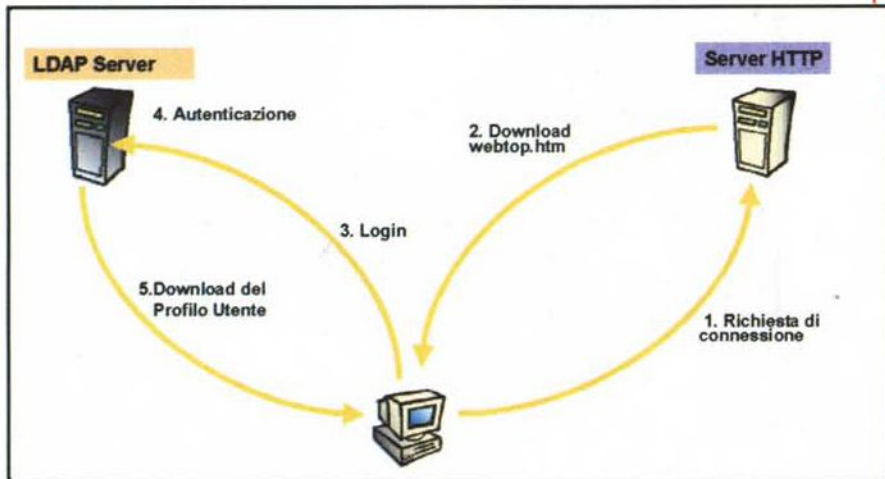 LDAP Server
Server HTTP
4. Autenticazione
2. Download
webtop.htm
3. Login
5.Download del
Profilo Utente
1. Richiesta di
connessione